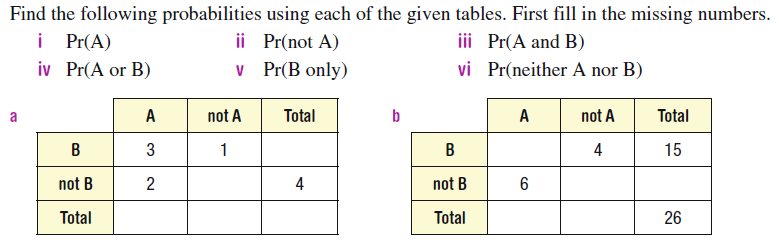 Find the following probabilities using each of the given tables. First fill in the missing numbers.
i Pr(A) ii Pr(not A) iii Pr(A and B)
iv Pr(A or B) v Pr(B only) vi Pr(neither A nor B)
a A not A Total
B 3 1
not B 2 4
Total
b A not A Total
B 4 15
not B 6
Total 26